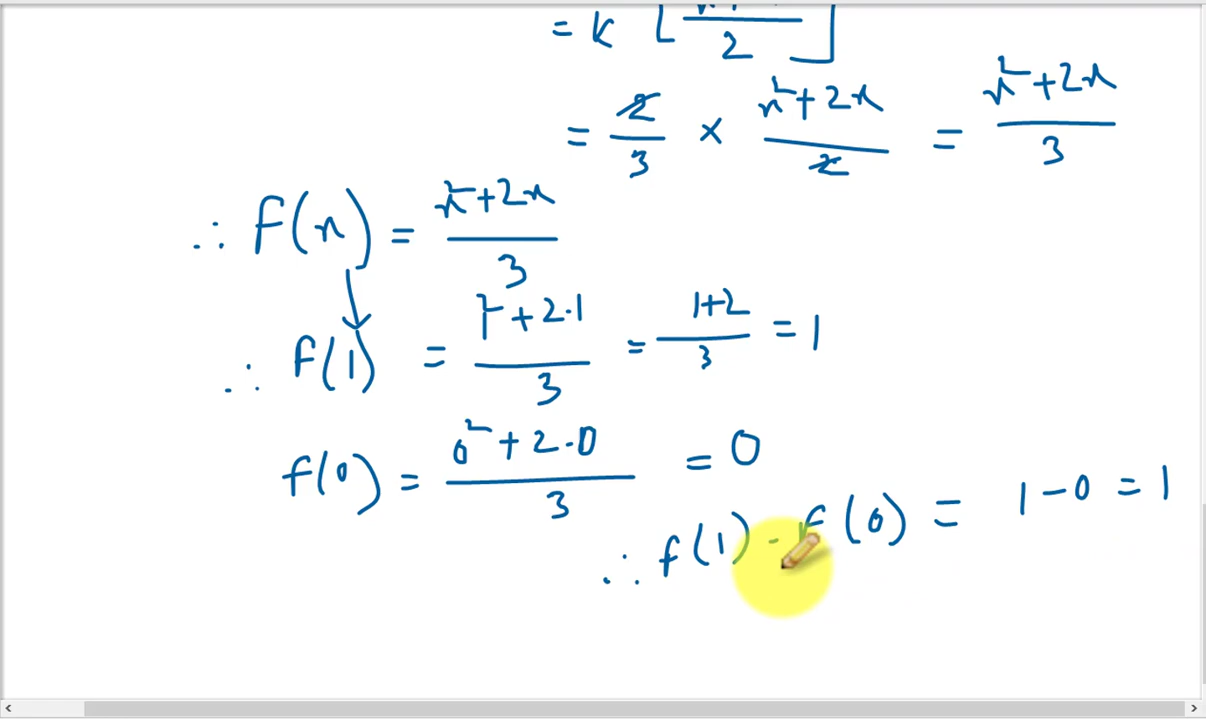 = k [ / 2 ]
= 2/3 × (x²+2x)/2 = (x²+2x)/3
∴ F(x) = (x²+2x)/3
∴ F(1) = (1²+2·1)/3 = (1+2)/3 = 1
f(0) = (0²+2·0)/3 = 0
∴ f(1) - F(0) = 1-0 = 1